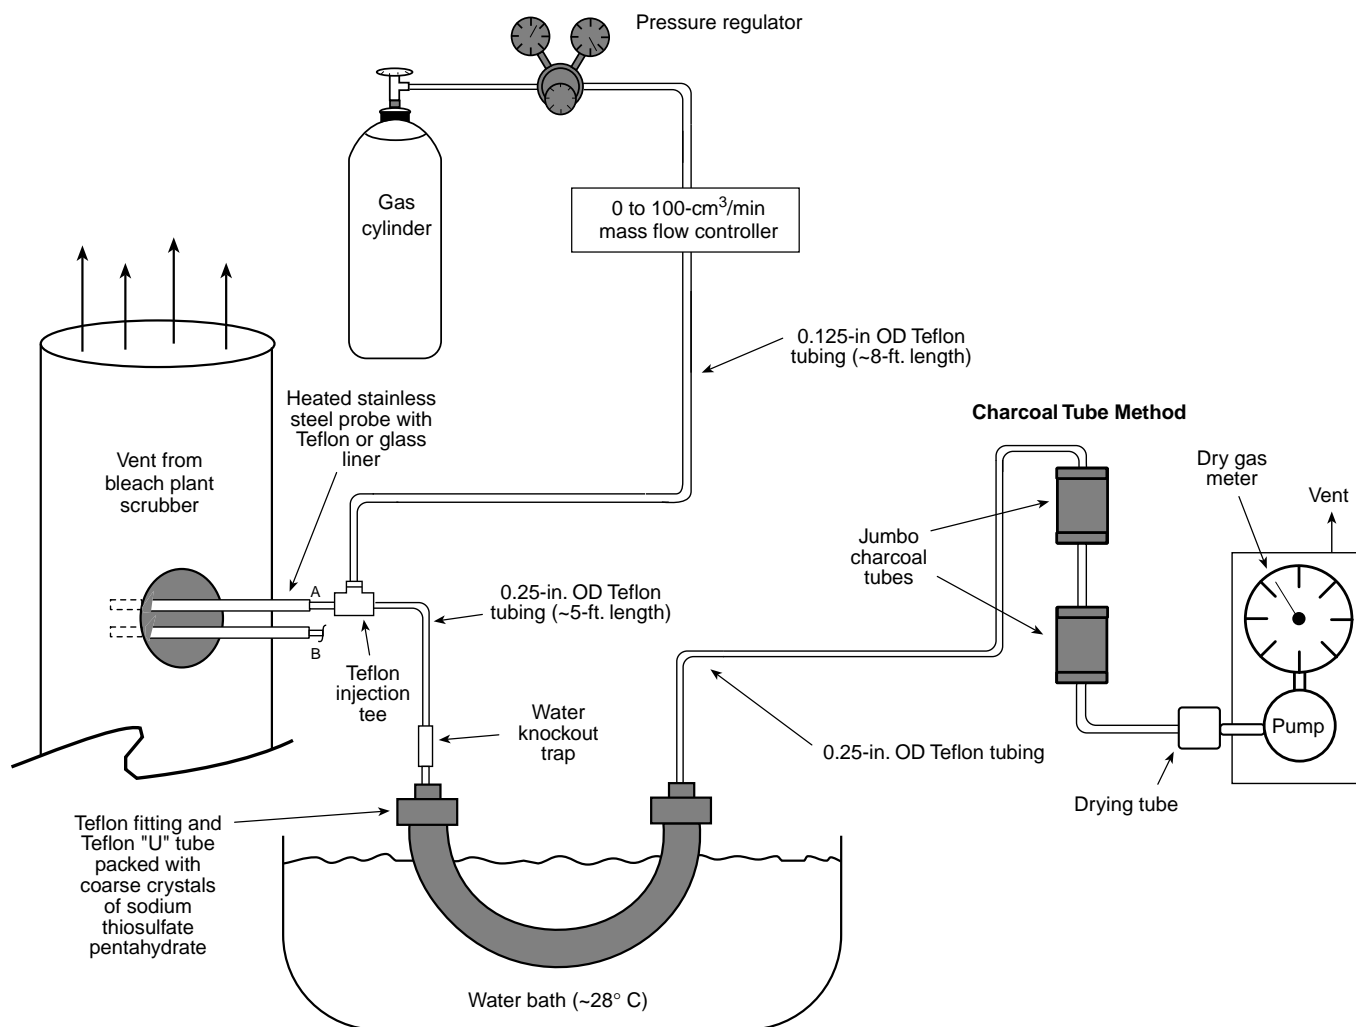 Pressure regulator
Gas
cylinder
0 to 100-cm³/min
mass flow controller
0.125-in OD Teflon
tubing (~8-ft. length)
Heated stainless
steel probe with
Teflon or glass
liner
Charcoal Tube Method
Vent from
bleach plant
scrubber
Dry gas
meter
Vent
Jumbo
charcoal
tubes
A
0.25-in. OD Teflon
tubing (~5-ft. length)
B
Teflon
injection
tee
Water
knockout
trap
Pump
0.25-in. OD Teflon tubing
Drying tube
Teflon fitting and
Teflon "U" tube
packed with
coarse crystals
of sodium
thiosulfate
pentahydrate
Water bath (~28° C)